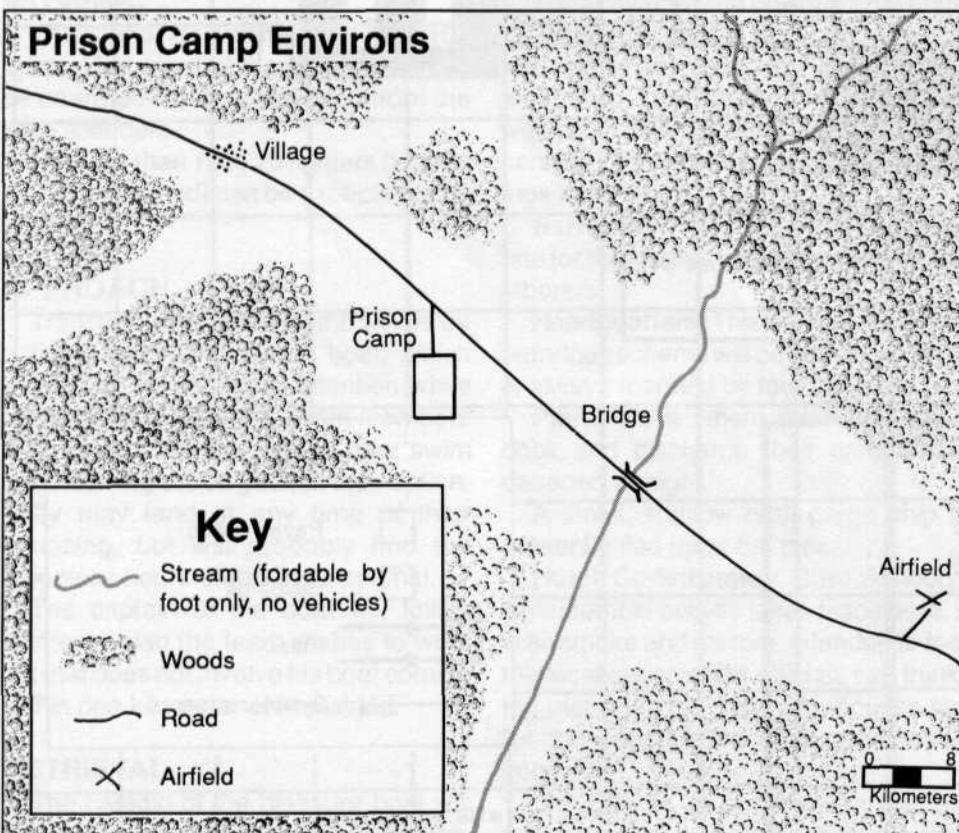 Prison Camp Environs
Village
Prison
Camp
Bridge
Airfield
Key
Stream (fordable by
foot only, no vehicles)
Woods
Road
Airfield
0 8
Kilometers